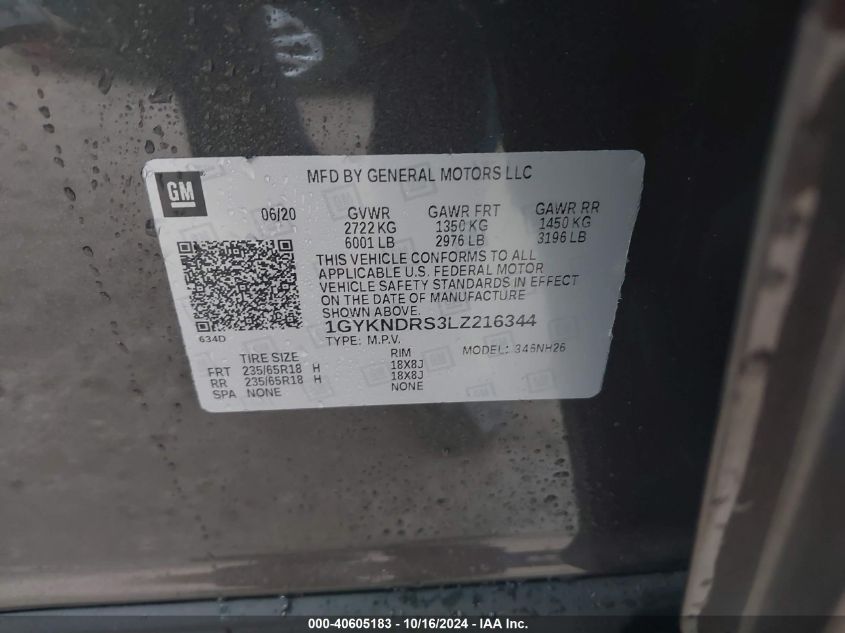 MFD BY GENERAL MOTORS LLC
GM
06/20 GVWR GAWR FRT GAWR RR
2722 KG 1350 KG 1450 KG
6001 LB 2976 LB 3196 LB
THIS VEHICLE CONFORMS TO ALL
APPLICABLE U.S. FEDERAL MOTOR
VEHICLE SAFETY STANDARDS IN EFFECT
ON THE DATE OF MANUFACTURE
SHOWN ABOVE.
1GYKNDRS3LZ216344
634D
TYPE: M.P.V. MODEL: 346NH26
TIRE SIZE RIM
FRT 235/65R18 H 18X8J
RR 235/65R18 H 18X8J
SPA NONE NONE
000-40605183 - 10/16/2024 - IAA Inc.